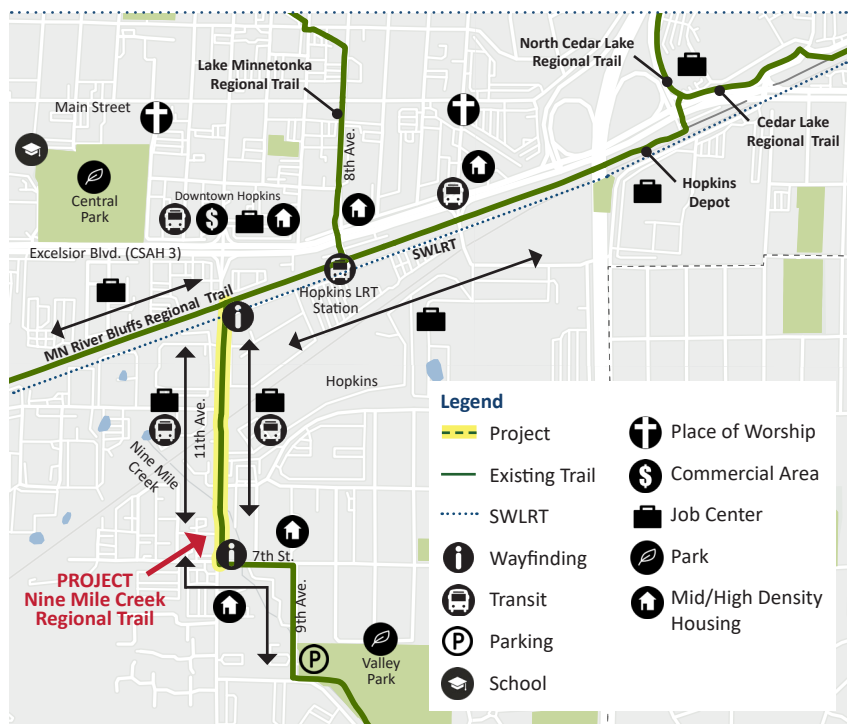 North Cedar Lake
Regional Trail
Lake Minnetonka
Regional Trail
Main Street
Cedar Lake
Regional Trail
8th Ave.
Hopkins
Depot
Central
Park
Downtown Hopkins
$
Excelsior Blvd. (CSAH 3)
SWLRT
Hopkins LRT
Station
MN River Bluffs Regional Trail
i
Hopkins
11th Ave.
Nine Mile
Creek
i
7th St.
PROJECT
Nine Mile Creek
Regional Trail
9th Ave.
P
Valley
Park
Legend
Project
Existing Trail
SWLRT
i Wayfinding
Transit
P Parking
School
Place of Worship
$ Commercial Area
Job Center
Park
Mid/High Density
Housing